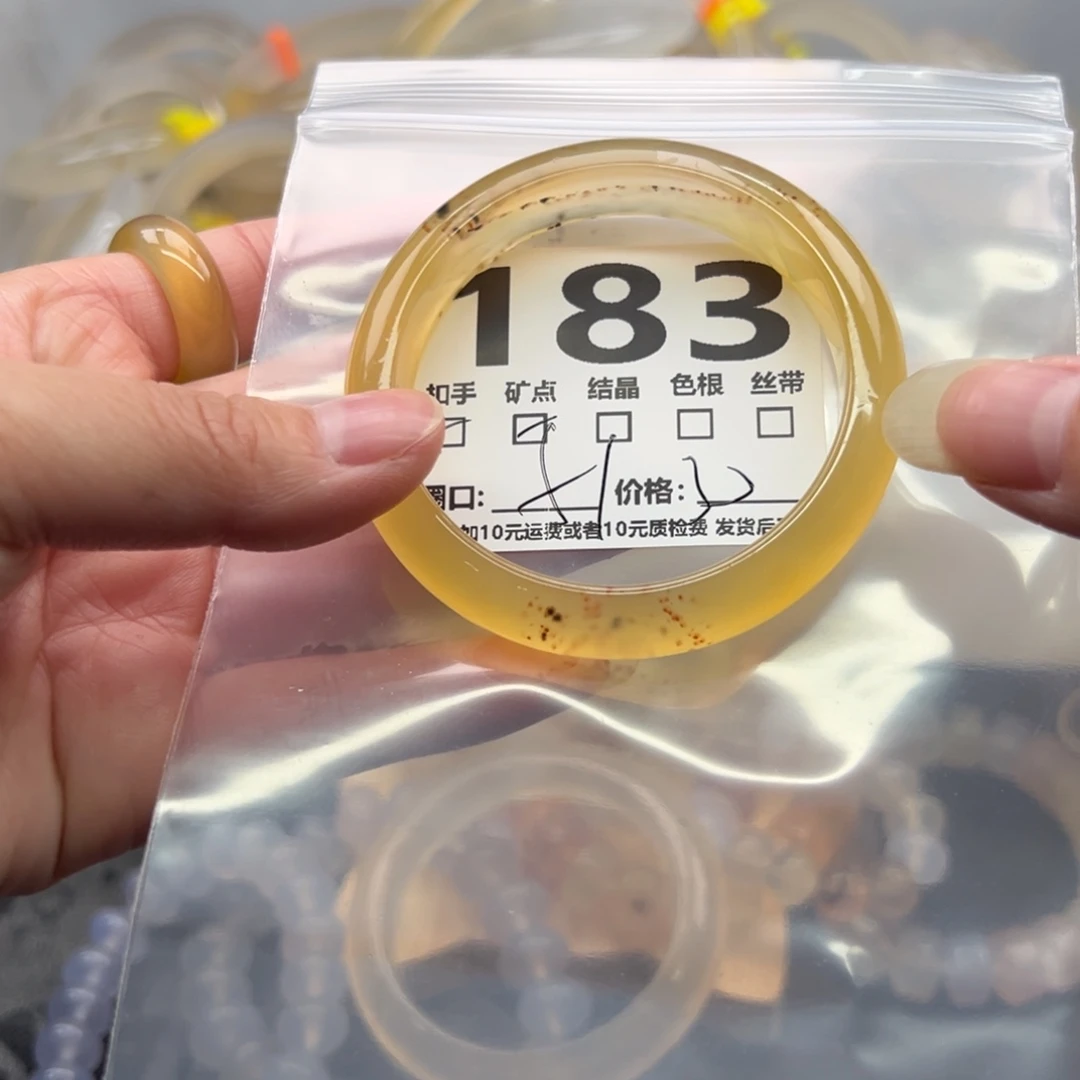 183
扣手 矿点 结晶 色根 丝带
圈口: 价格:
加10元运费或者10元质检费 发货后